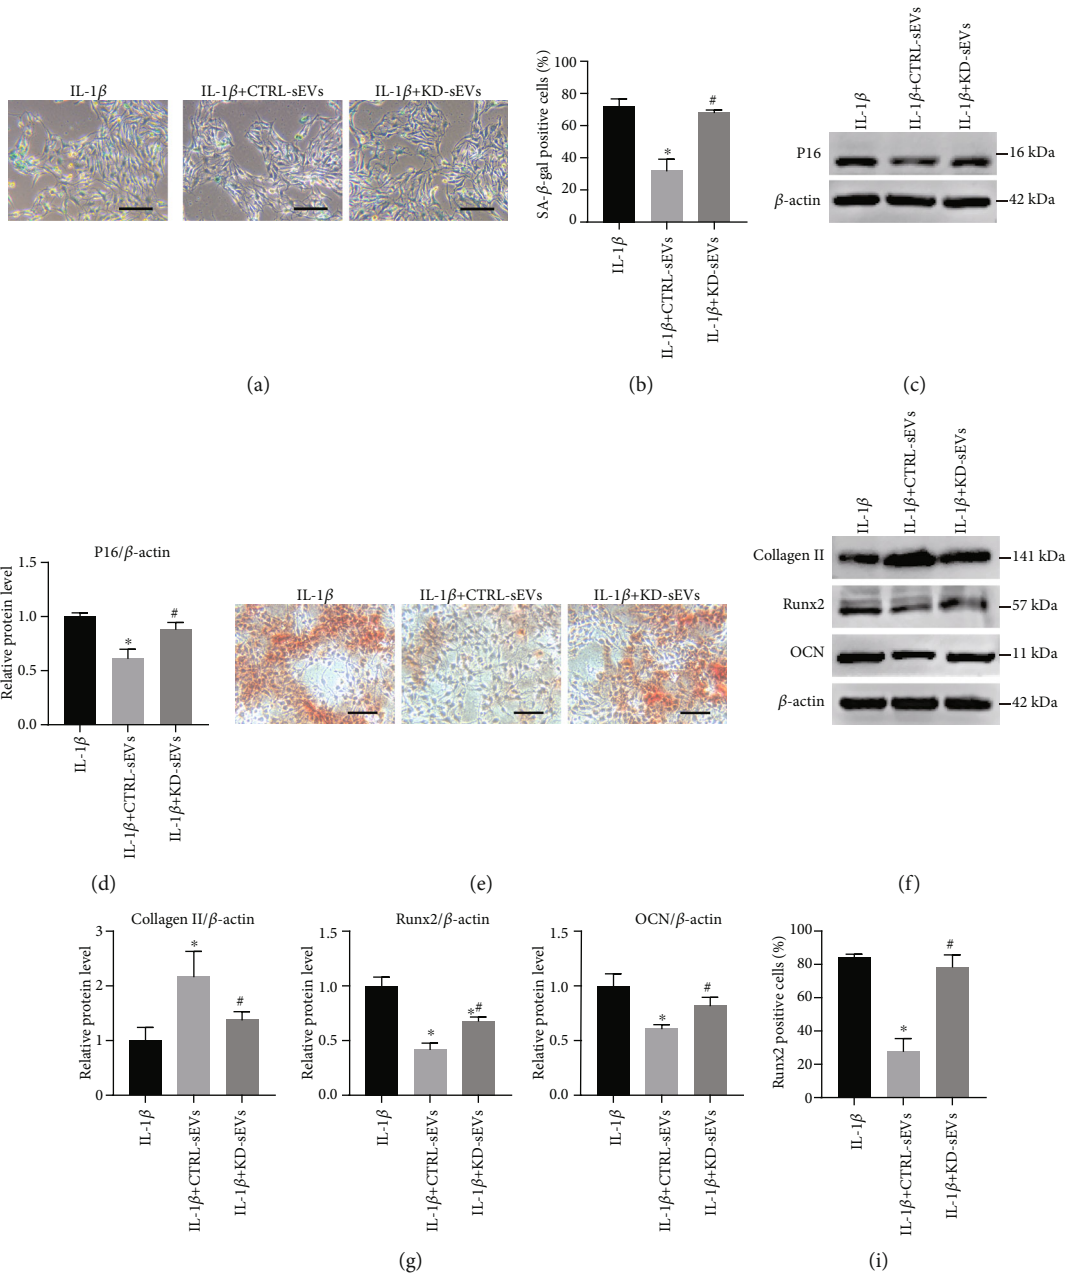 IL-1β
IL-1β+CTRL-sEVs
IL-1β+KD-sEVs
(a)
SA-β-gal positive cells (%)
100
80
60
40
20
0
*
#
IL-1β
IL-1β+CTRL-sEVs
IL-1β+KD-sEVs
(b)
IL-1β
IL-1β+CTRL-sEVs
IL-1β+KD-sEVs
P16
16 kDa
β-actin
42 kDa
(c)
P16/β-actin
Relative protein level
1.5
1.0
0.5
0.0
*
#
IL-1β
IL-1β+CTRL-sEVs
IL-1β+KD-sEVs
(d)
IL-1β
IL-1β+CTRL-sEVs
IL-1β+KD-sEVs
(e)
IL-1β
IL-1β+CTRL-sEVs
IL-1β+KD-sEVs
Collagen II
141 kDa
Runx2
57 kDa
OCN
11 kDa
β-actin
42 kDa
(f)
Collagen II/β-actin
Relative protein level
3
2
1
0
*
#
IL-1β
IL-1β+CTRL-sEVs
IL-1β+KD-sEVs
Runx2/β-actin
Relative protein level
1.5
1.0
0.5
0.0
*
*#
IL-1β
IL-1β+CTRL-sEVs
IL-1β+KD-sEVs
OCN/β-actin
Relative protein level
1.5
1.0
0.5
0.0
*
#
IL-1β
IL-1β+CTRL-sEVs
IL-1β+KD-sEVs
(g)
Runx2 positive cells (%)
100
80
60
40
20
0
*
#
IL-1β
IL-1β+CTRL-sEVs
IL-1β+KD-sEVs
(i)